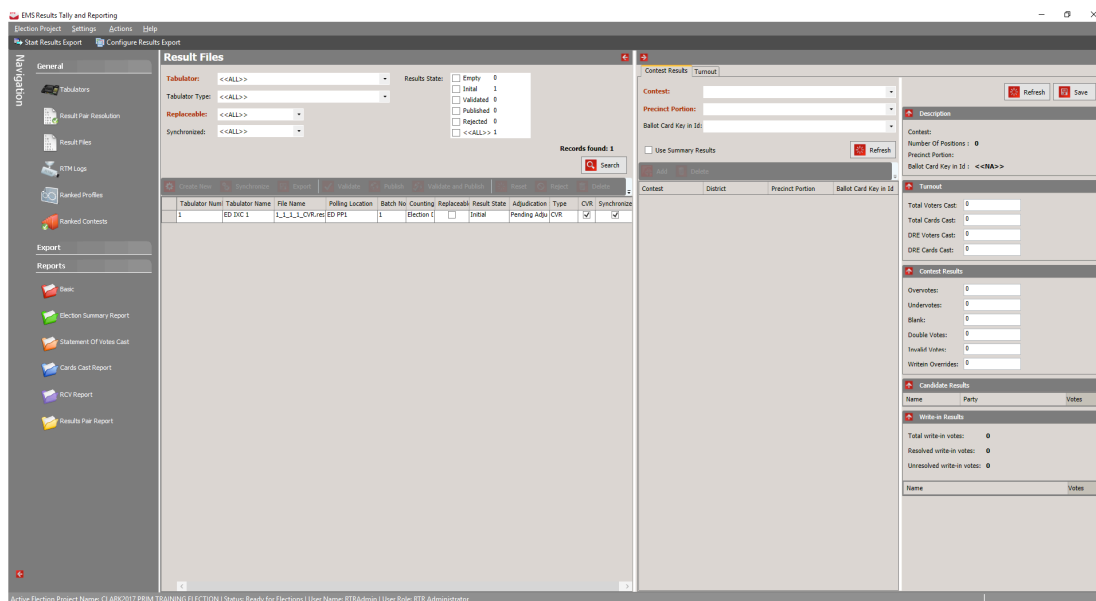 EMS Results Tally and Reporting
Election Project Settings Actions Help
Start Results Export Configure Results Export
Navigation
General
Tabulators
Result Pair Resolution
Result Files
RTM Logs
Ranked Profiles
Ranked Contests
Export
Reports
Basic
Election Summary Report
Statement Of Votes Cast
Cards Cast Report
RCV Report
Results Pair Report
Result Files
Tabulator: <<ALL>>
Tabulator Type: <<ALL>>
Replaceable: <<ALL>>
Synchronized: <<ALL>>
Results State:
Empty 0
Inital 1
Validated 0
Published 0
Rejected 0
<<ALL>> 1
Records found: 1
Search
Create New Synchronize Export Validate Publish Validate and Publish Reset Reject Delete
Tabulator Numl Tabulator Name File Name Polling Location Batch No Counting Replaceabl Result State Adjudication Type CVR Synchronize
1 ED IXC 1 1_1_1_1_CVR.res ED PP1 1 Election D Initial Pending Adju CVR
Contest Results Turnout
Contest:
Precinct Portion:
Ballot Card Key in Id:
Use Summary Results Refresh
Add Delete
Contest District Precinct Portion Ballot Card Key in Id
Refresh Save
Description
Contest:
Number Of Positions : 0
Precinct Portion:
Ballot Card Key in Id : <<NA>>
Turnout
Total Voters Cast: 0
Total Cards Cast: 0
DRE Voters Cast: 0
DRE Cards Cast: 0
Contest Results
Overvotes: 0
Undervotes: 0
Blank: 0
Double Votes: 0
Invalid Votes: 0
Writein Overrides: 0
Candidate Results
Name Party Votes
Write-in Results
Total write-in votes: 0
Resolved write-in votes: 0
Unresolved write-in votes: 0
Name Votes
Active Election Project Name: CLARK2017 PRIM TRAINING ELECTION | Status: Ready for Elections | User Name: RTRAdmin | User Role: RTR Administrator